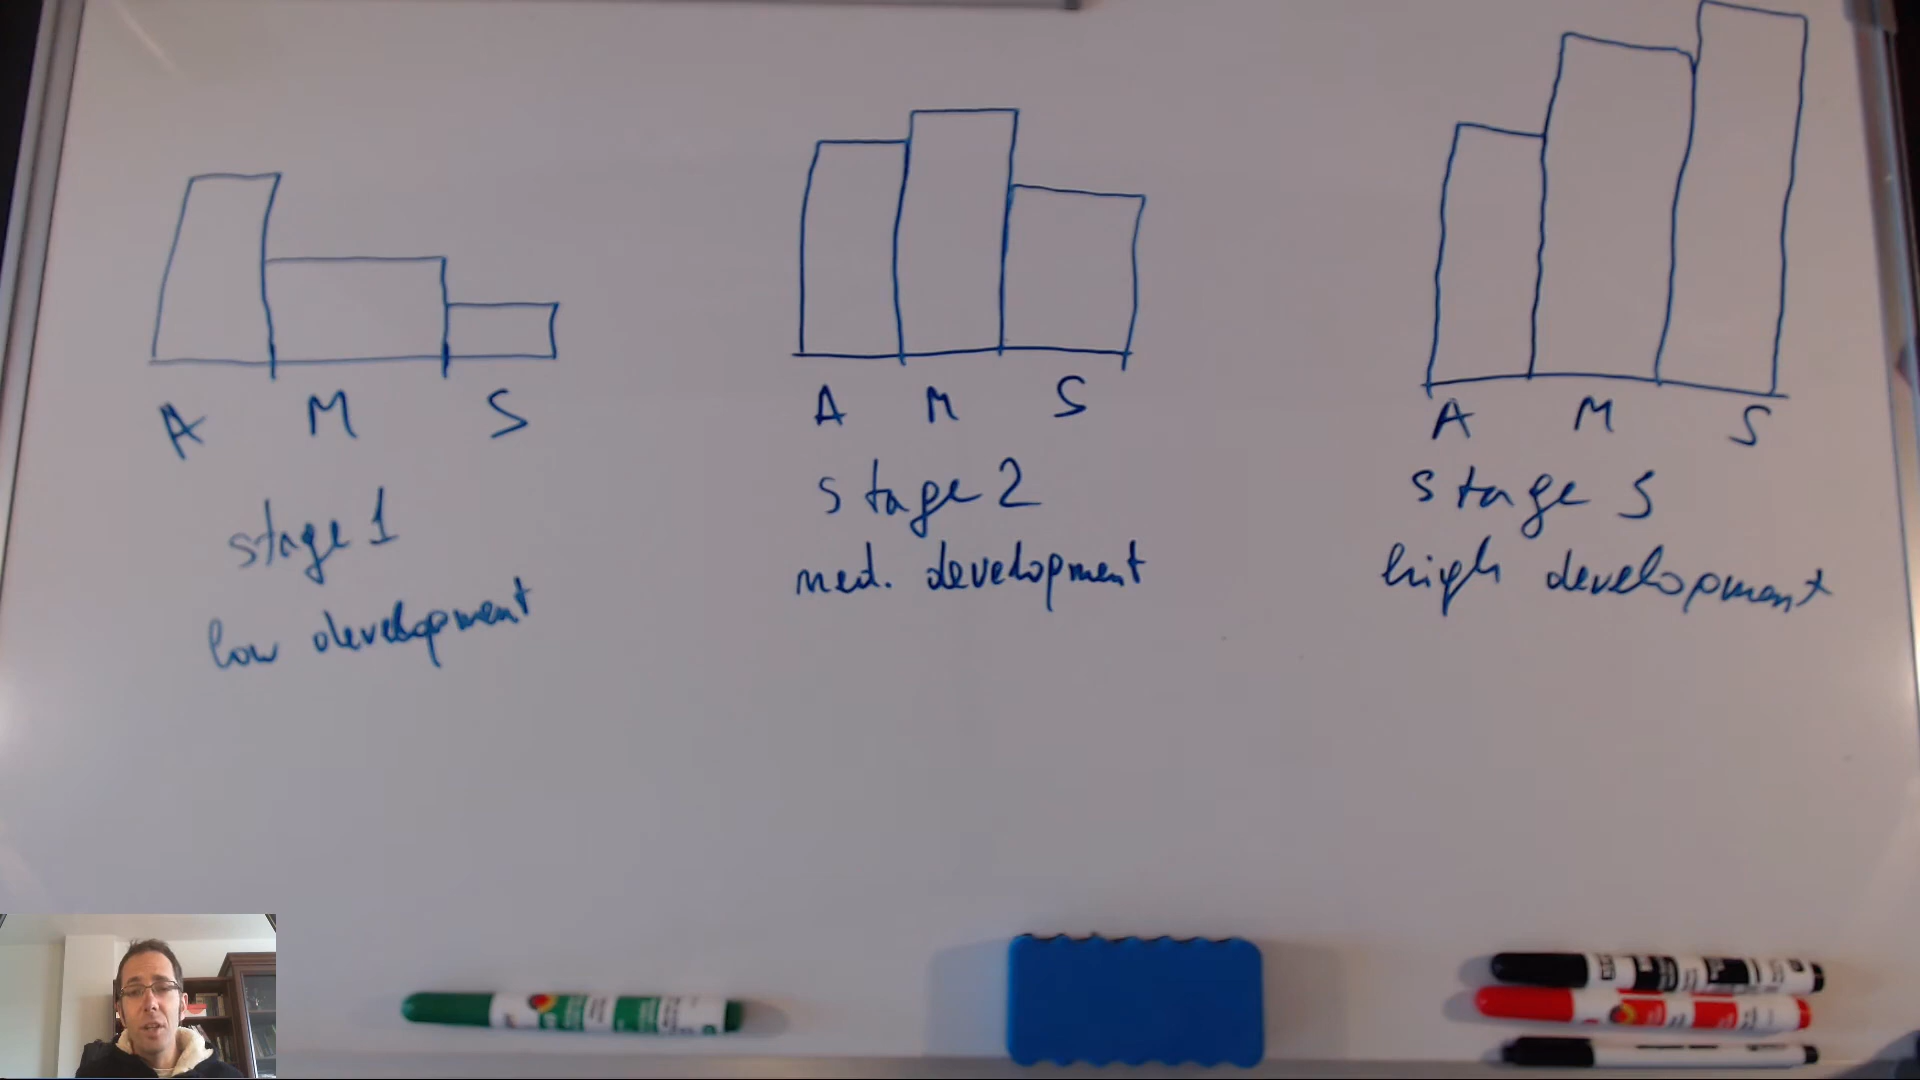 A M S
stage 1
low development
A M S
stage 2
med. development
A M S
stage 3
high development